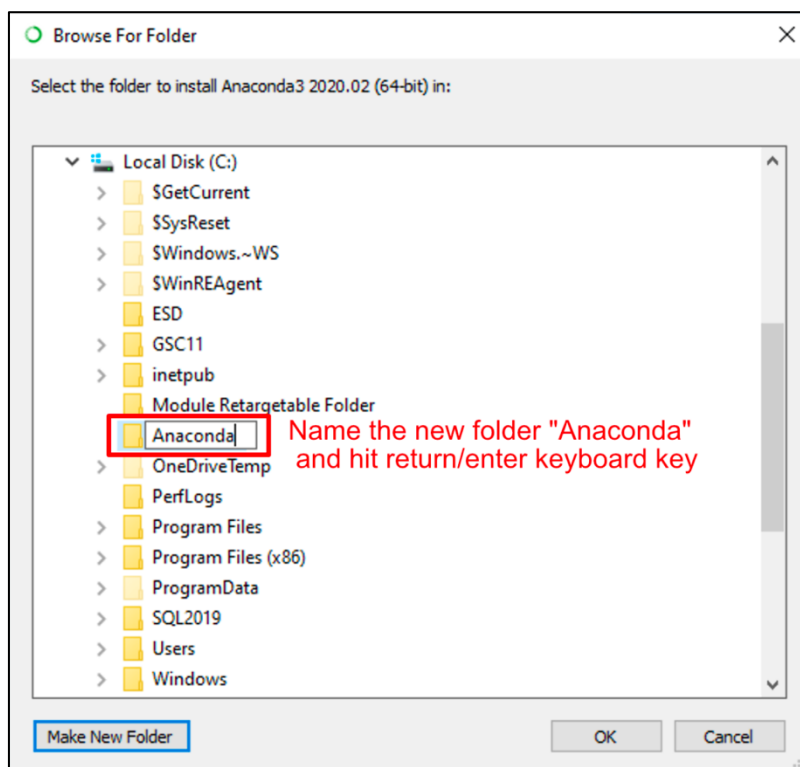 Browse For Folder
Select the folder to install Anaconda3 2020.02 (64-bit) in:
Local Disk (C:)
$GetCurrent
$SysReset
$Windows.~WS
$WinREAgent
ESD
GSC11
inetpub
Module Retargetable Folder
Anaconda
Name the new folder "Anaconda"
and hit return/enter keyboard key
OneDriveTemp
PerfLogs
Program Files
Program Files (x86)
ProgramData
SQL2019
Users
Windows
Make New Folder
OK
Cancel